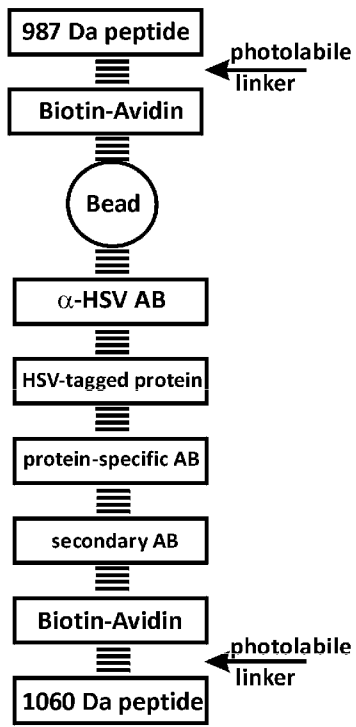 987 Da peptide
photolabile
linker
Biotin-Avidin
Bead
α-HSV AB
HSV-tagged protein
protein-specific AB
secondary AB
Biotin-Avidin
photolabile
linker
1060 Da peptide